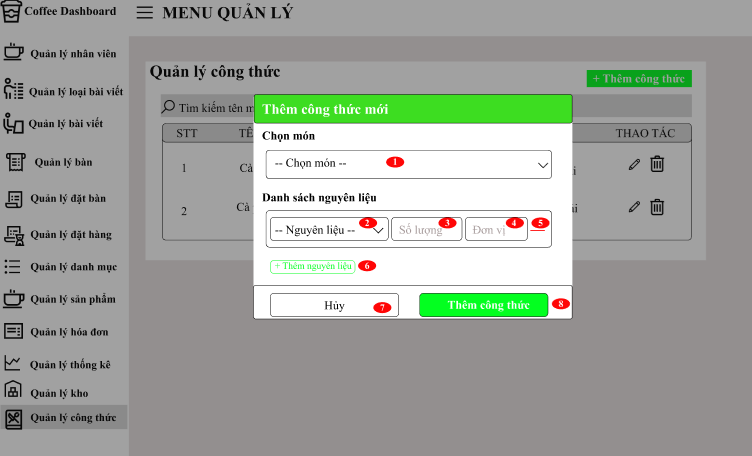 Coffee Dashboard
MENU QUẢN LÝ
Quản lý nhân viên
Quản lý loại bài viết
Quản lý bài viết
Quản lý bàn
Quản lý đặt bàn
Quản lý đặt hàng
Quản lý danh mục
Quản lý sản phẩm
Quản lý hóa đơn
Quản lý thống kê
Quản lý kho
Quản lý công thức
Quản lý công thức
+ Thêm công thức
Tìm kiếm tên m
STT TÊ THAO TÁC
1 Cà i
2 Cà ái
Thêm công thức mới
Chọn món
-- Chọn món -- 1
Danh sách nguyên liệu
-- Nguyên liệu -- 2 Số lượng 3 Đơn vị 4 5
+ Thêm nguyên liệu 6
Hủy 7 Thêm công thức 8